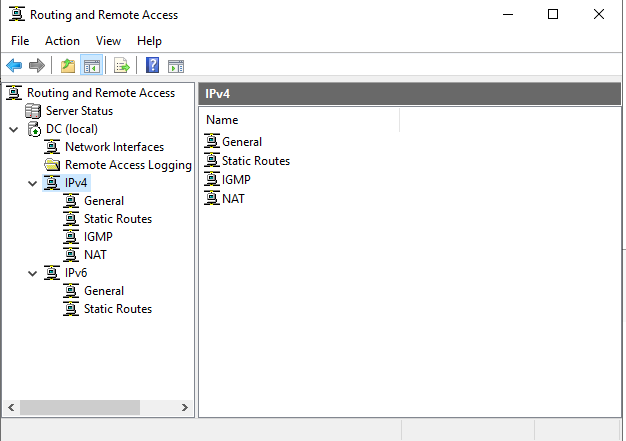 Routing and Remote Access
File Action View Help
Routing and Remote Access
Server Status
DC (local)
Network Interfaces
Remote Access Logging
IPv4
General
Static Routes
IGMP
NAT
IPv6
General
Static Routes
IPv4
Name
General
Static Routes
IGMP
NAT